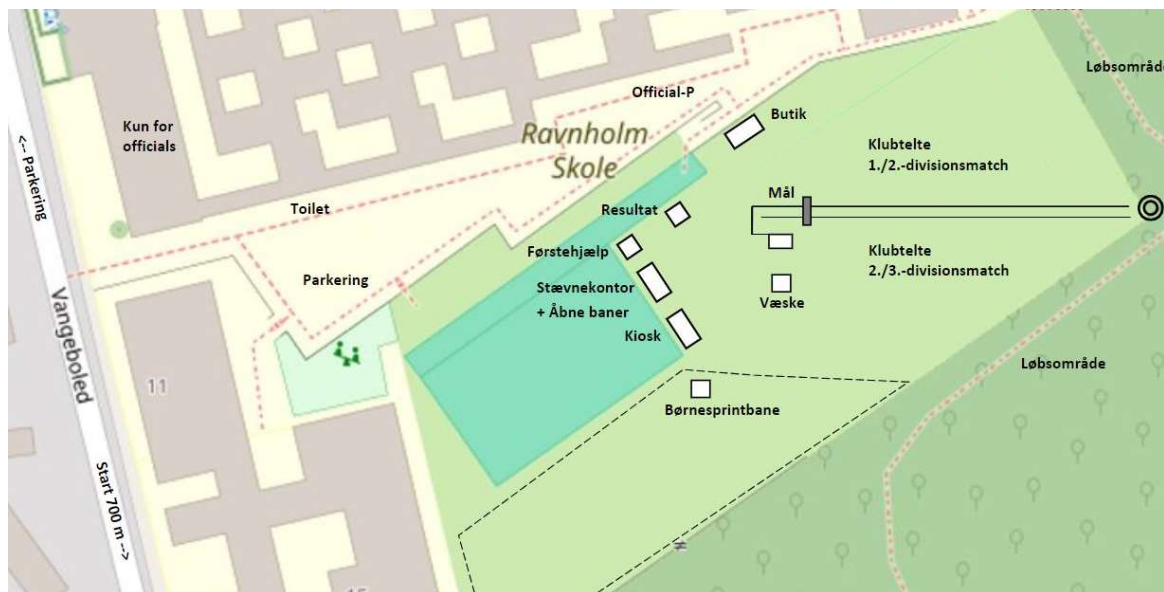 Løbsområde
Official-P
Butik
Kun for
officials
Ravnholm
Skole
Klubtelte
1./2.-divisionsmatch
<-- Parkering
Mål
Toilet
Resultat
Førstehjælp
Klubtelte
2./3.-divisionsmatch
Parkering
Stævnekontor
+ Åbne baner
Væske
Kiosk
Vangeboled
Løbsområde
11
Børnesprintbane
Start 700 m -->
15